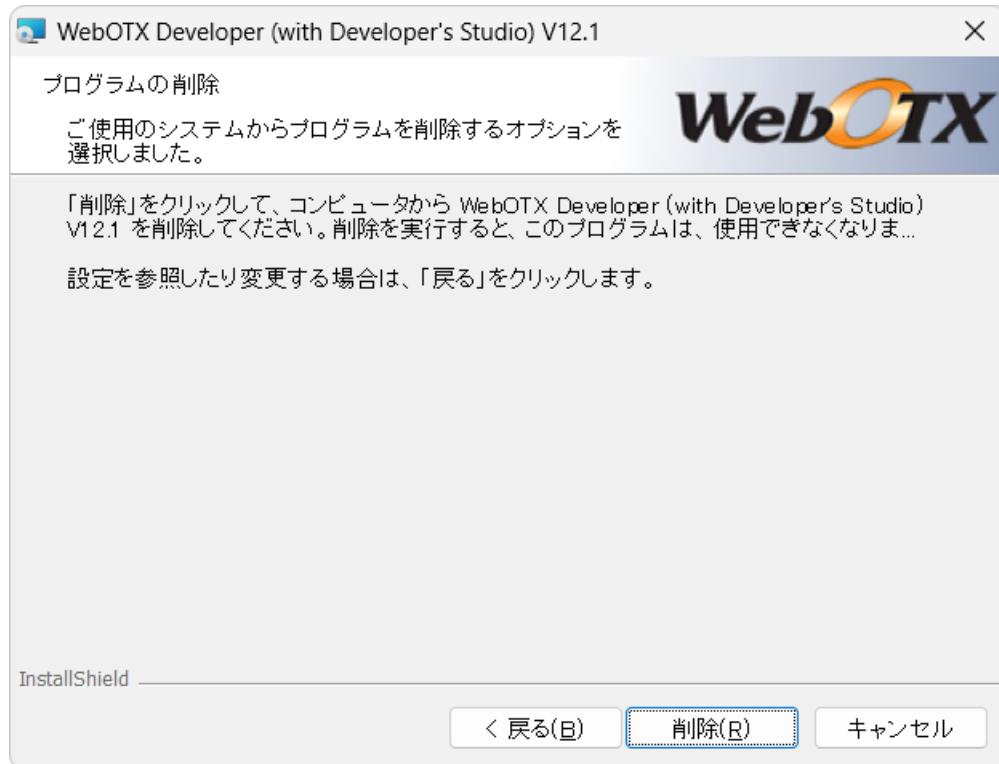 WebOTX Developer (with Developer's Studio) V12.1
プログラムの削除
ご使用のシステムからプログラムを削除するオプションを
選択しました。
WebOTX
「削除」をクリックして、コンピュータから WebOTX Developer (with Developer's Studio)
V12.1 を削除してください。削除を実行すると、このプログラムは、使用できなくなりま...
設定を参照したり変更する場合は、「戻る」をクリックします。
InstallShield
< 戻る(B)
削除(R)
キャンセル